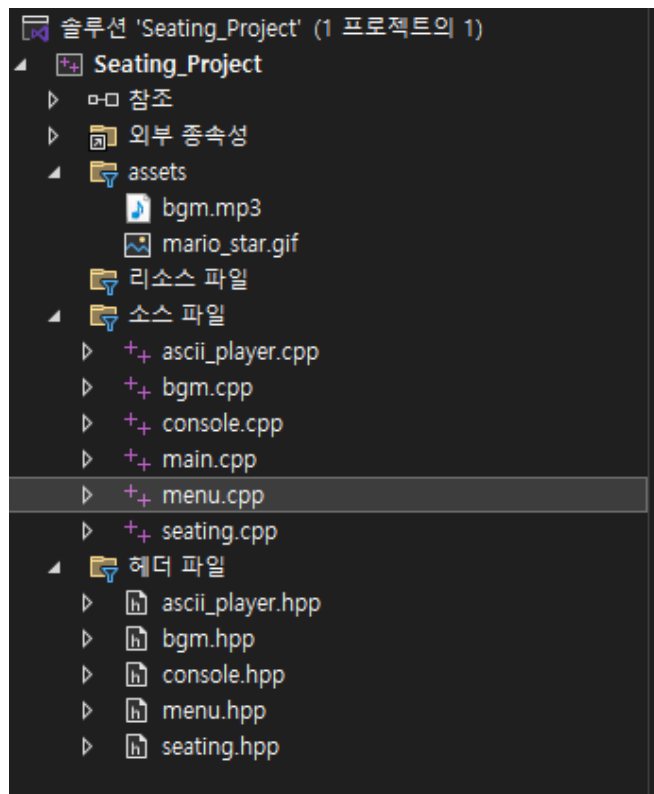 솔루션 'Seating_Project' (1 프로젝트의 1)
Seating_Project
참조
외부 종속성
assets
bgm.mp3
mario_star.gif
리소스 파일
소스 파일
ascii_player.cpp
bgm.cpp
console.cpp
main.cpp
menu.cpp
seating.cpp
헤더 파일
ascii_player.hpp
bgm.hpp
console.hpp
menu.hpp
seating.hpp